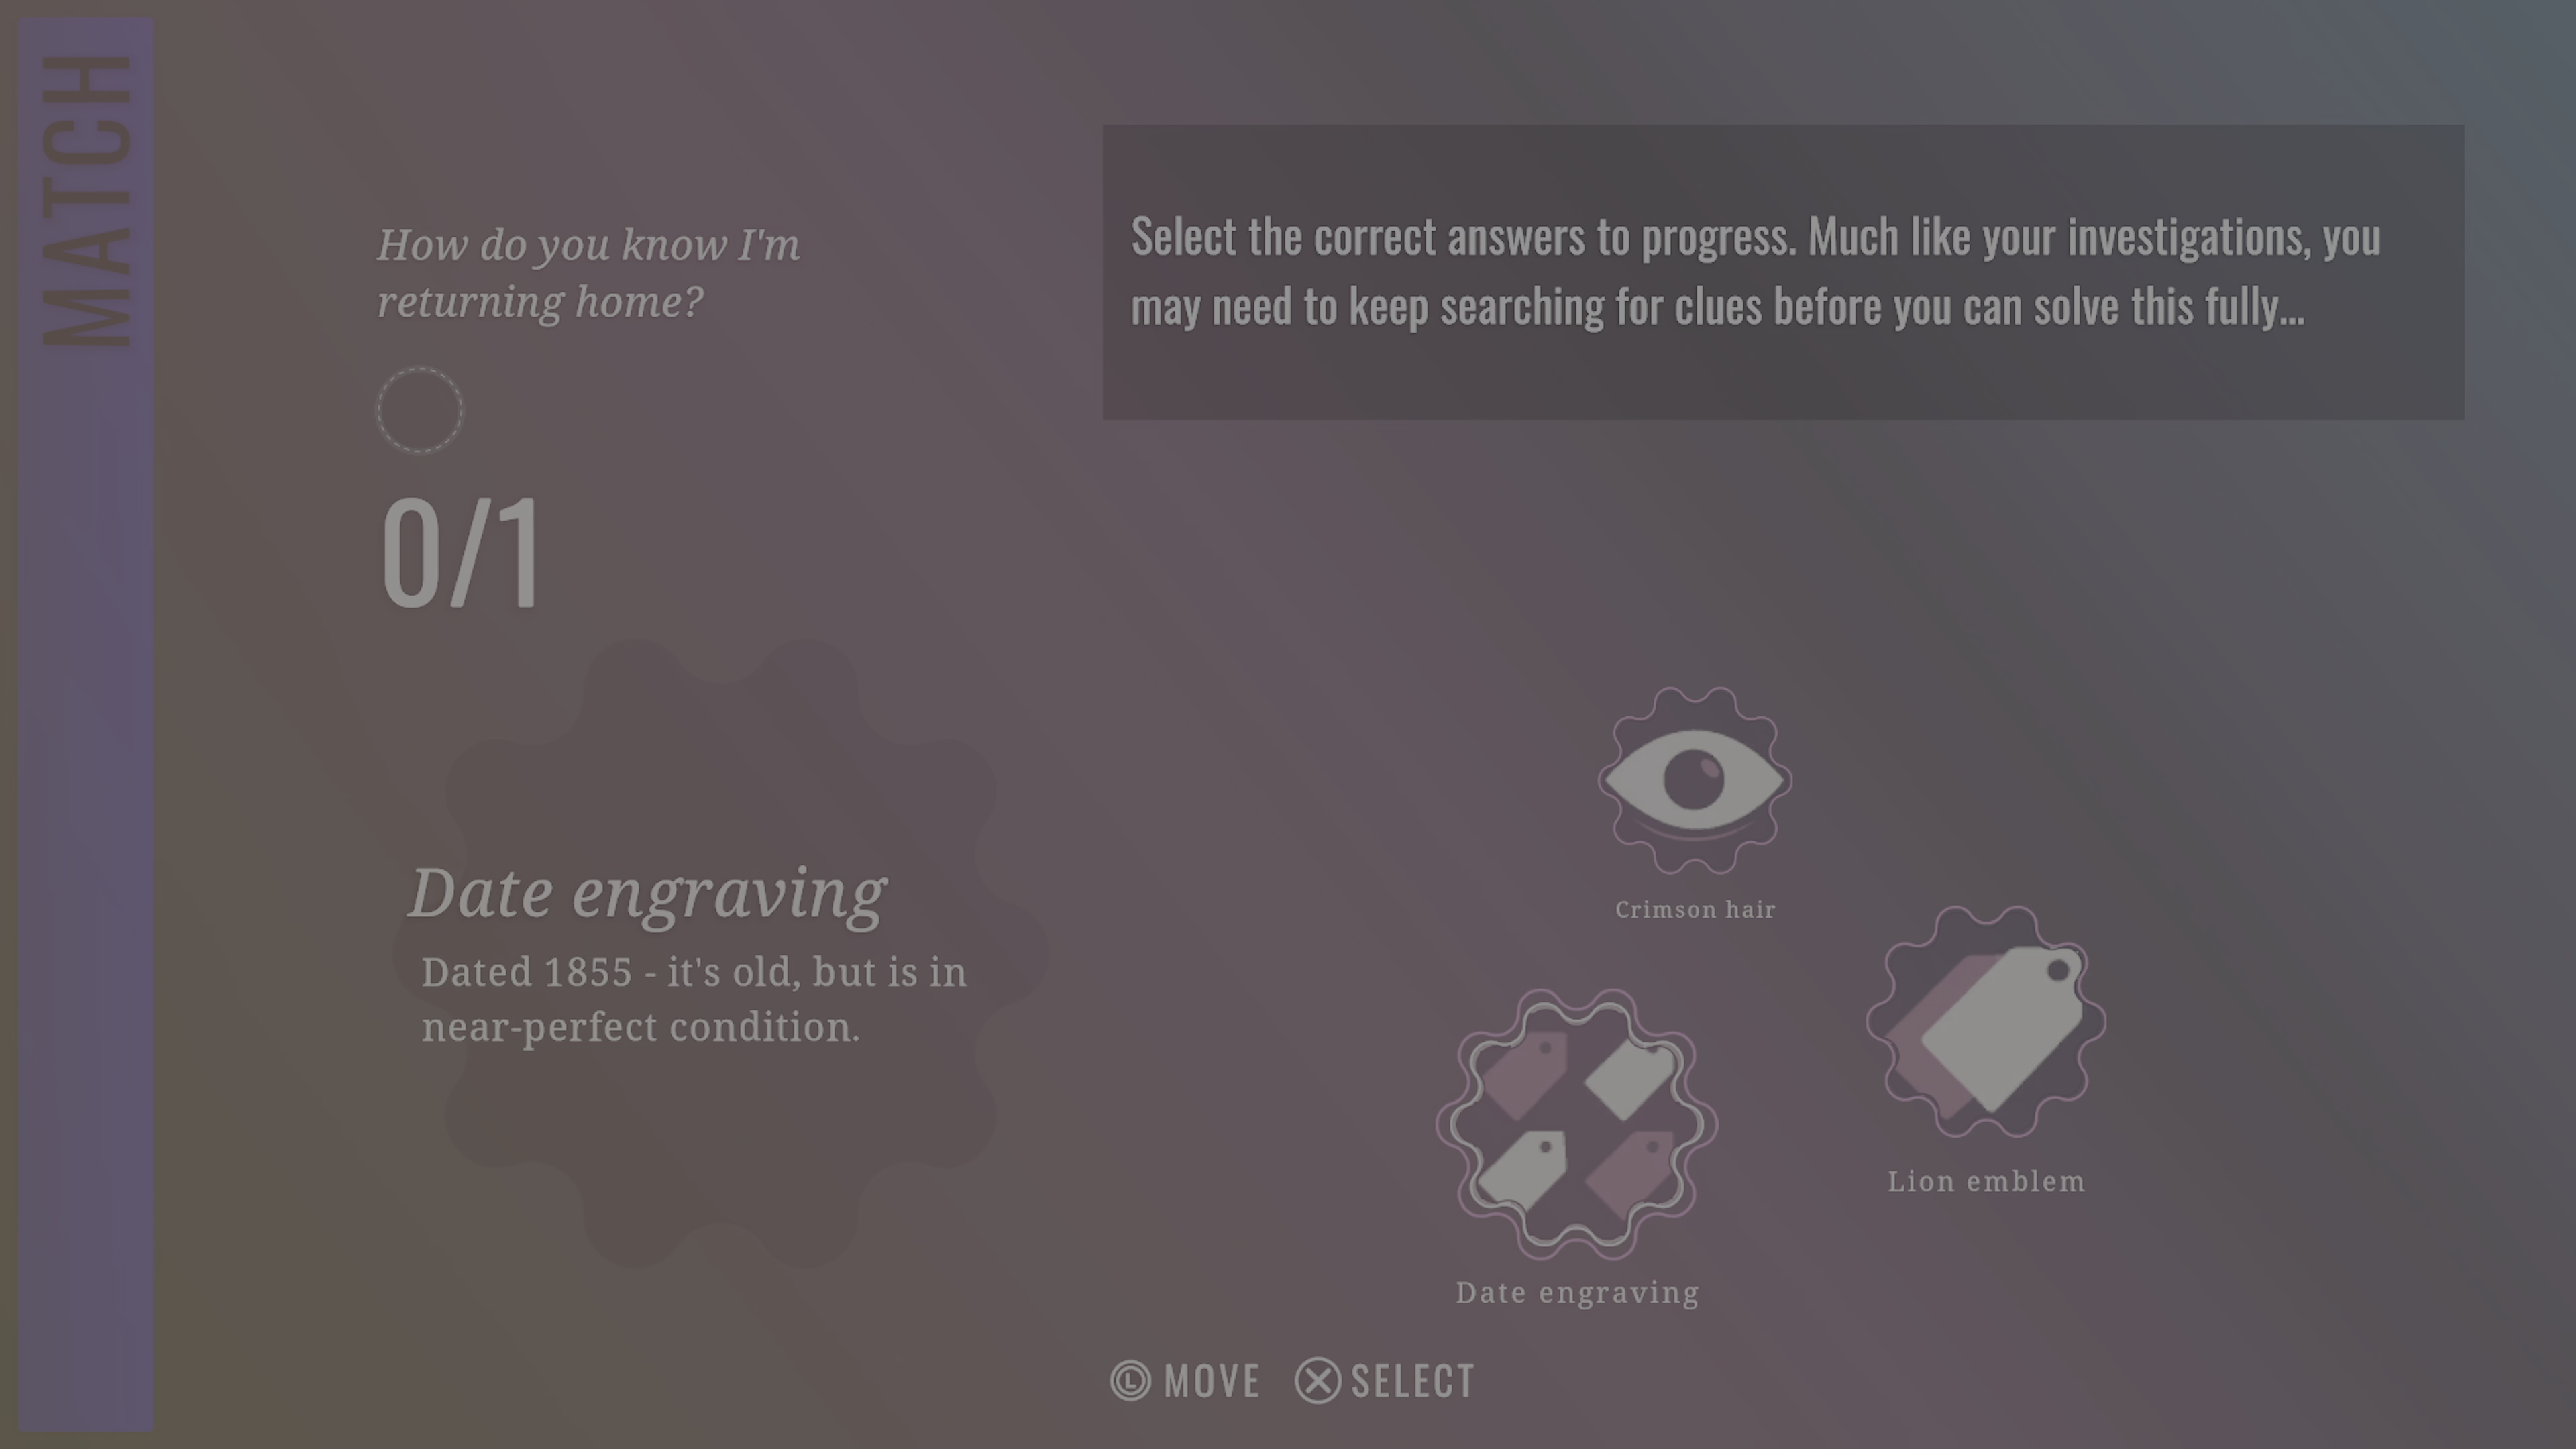 MATCH
How do you know I'm
returning home?
0/1
Select the correct answers to progress. Much like your investigations, you
may need to keep searching for clues before you can solve this fully...
Date engraving
Dated 1855 - it's old, but is in
near-perfect condition.
Crimson hair
Lion emblem
Date engraving
L MOVE SELECT